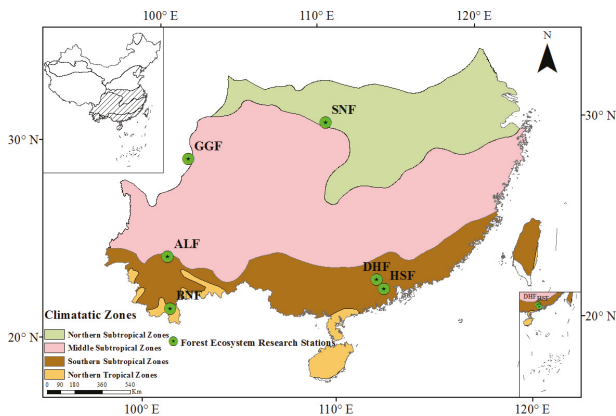 100° E 110° E 120° E
N
SNF
30° N 30° N
GGF
ALF
DHF
HSF
BNF
DHF HSF
Climatatic Zones
Northern Subtropical Zones
Middle Subtropical Zones
Southern Subtropical Zones
Northern Tropical Zones
Forest Ecosystem Research Stations
20° N 20° N
0 90 180 360 540
Km
100° E 110° E 120° E